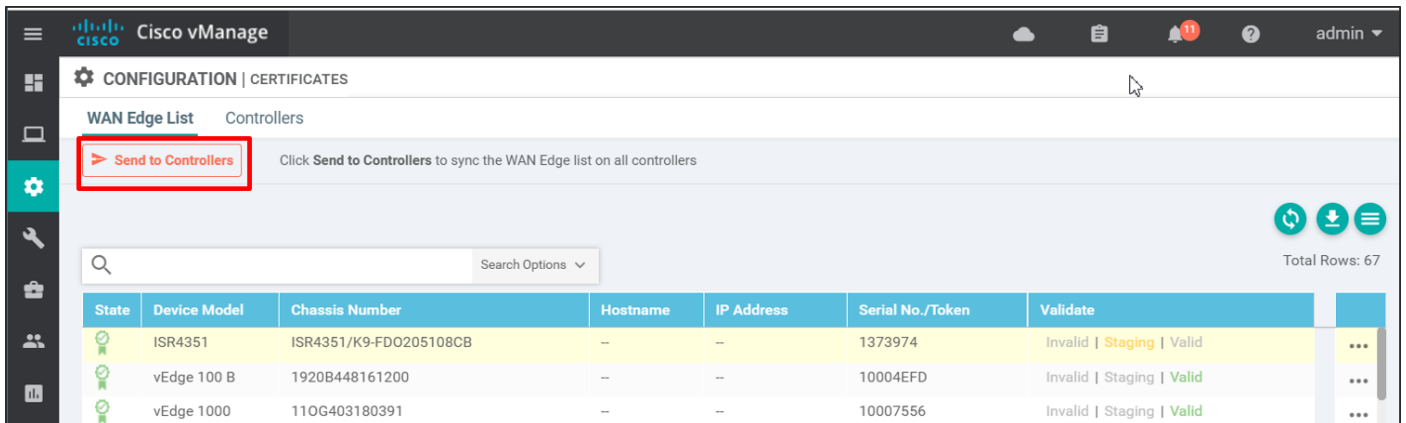 CISCO Cisco vManage 11 admin
CONFIGURATION | CERTIFICATES
WAN Edge List Controllers
Send to Controllers Click Send to Controllers to sync the WAN Edge list on all controllers
Search Options Total Rows: 67
State Device Model Chassis Number Hostname IP Address Serial No./Token Validate
ISR4351 ISR4351/K9-FDO205108CB -- -- 1373974 Invalid | Staging | Valid ...
vEdge 100 B 1920B448161200 -- -- 10004EFD Invalid | Staging | Valid ...
vEdge 1000 11OG403180391 -- -- 10007556 Invalid | Staging | Valid ...